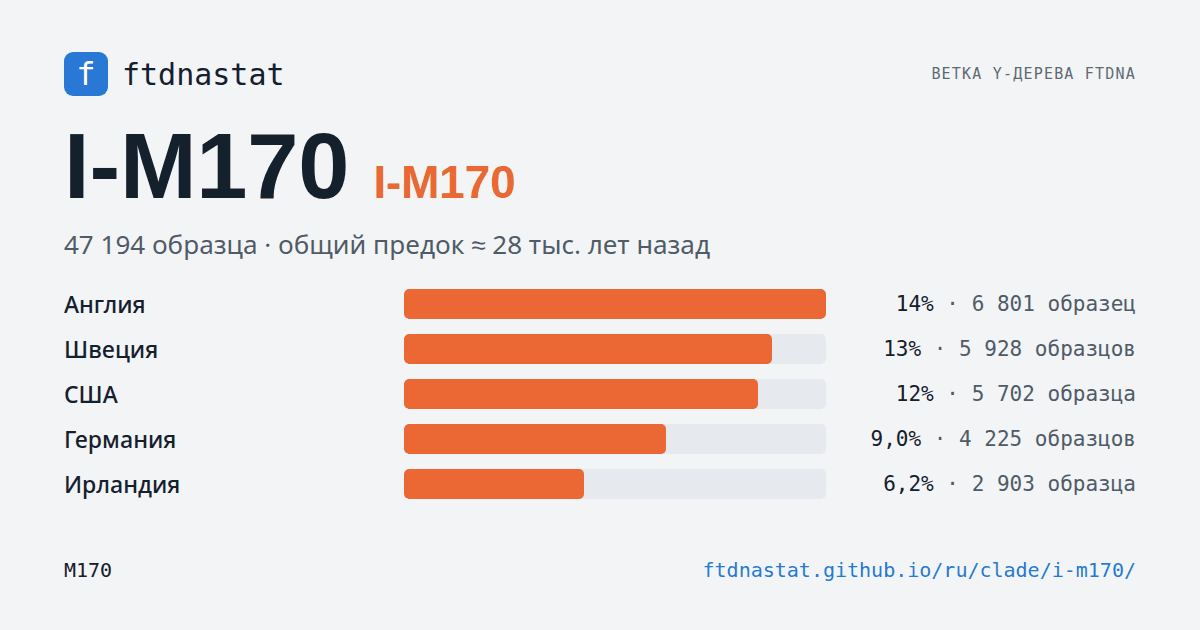 f ftdnastat
ВЕТКА Y-ДЕРЕВА FTDNA
I-M170 I-M170
47 194 образца · общий предок ≈ 28 тыс. лет назад
Англия 14% · 6 801 образец
Швеция 13% · 5 928 образцов
США 12% · 5 702 образца
Германия 9,0% · 4 225 образцов
Ирландия 6,2% · 2 903 образца
M170 ftdnastat.github.io/ru/clade/i-m170/